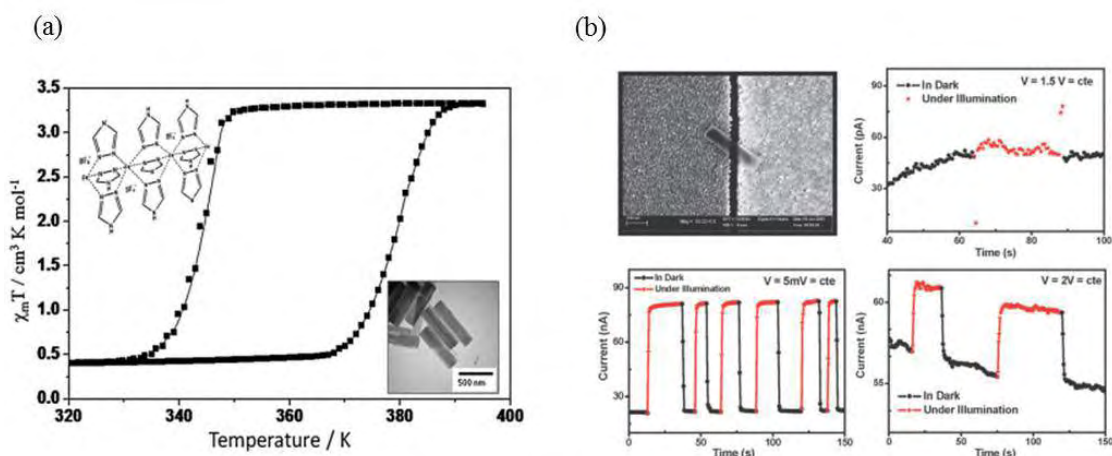 (a)
(b)
3.5
3.0
2.5
2.0
1.5
1.0
0.5
0.0
320
340
360
380
400
χmT / cm³ K mol⁻¹
Temperature / K
500 nm
In Dark
Under Illumination
V = 1.5 V = cte
Current (pA)
90
60
30
40
60
80
100
Time (s)
In Dark
Under Illumination
V = 5mV = cte
Current (nA)
90
60
30
0
50
100
150
Time (s)
V = 2V = cte
Current (nA)
60
55
In Dark
Under Illumination
0
50
100
150
Time (s)